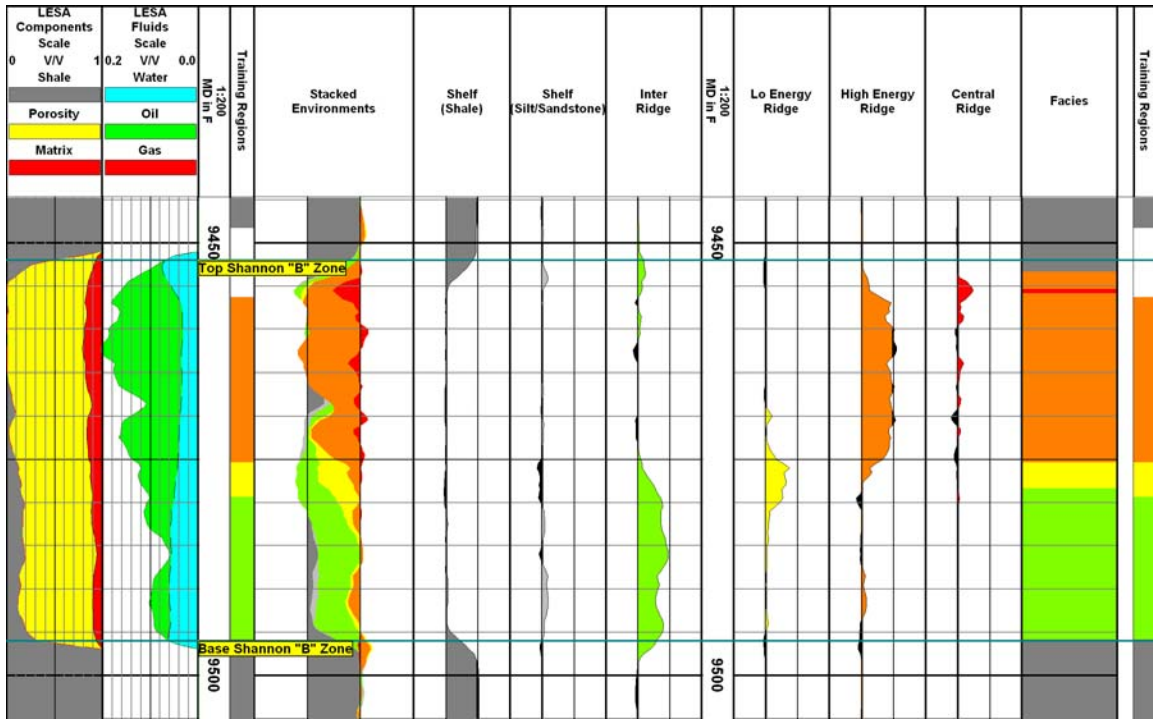 LESA
Components
Scale
0 V/V 1
Shale
Porosity
Matrix
LESA
Fluids
Scale
0.2 V/V 0.0
Water
Oil
Gas
1:200
MD in F
Training Regions
Stacked
Environments
Shelf
(Shale)
Shelf
(Silt/Sandstone)
Inter
Ridge
1:200
MD in F
Lo Energy
Ridge
High Energy
Ridge
Central
Ridge
Facies
Training Regions
9450
9450
Top Shannon "B" Zone
Base Shannon "B" Zone
9500
9500